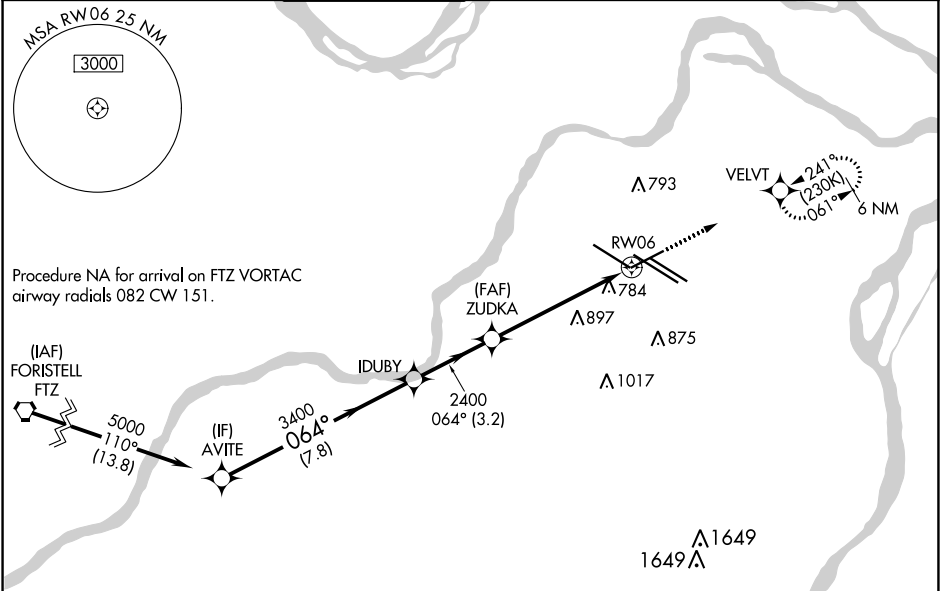 MSA RW06 25 NM
3000
793
VELVT
241°
(230K)
061°
6 NM
RW06
784
Procedure NA for arrival on FTZ VORTAC
airway radials 082 CW 151.
(FAF)
ZUDKA
897
875
(IAF)
FORISTELL
FTZ
IDUBY
1017
2400
064° (3.2)
5000
110°
(13.8)
(IF)
AVITE
3400
064°
(7.8)
1649
1649